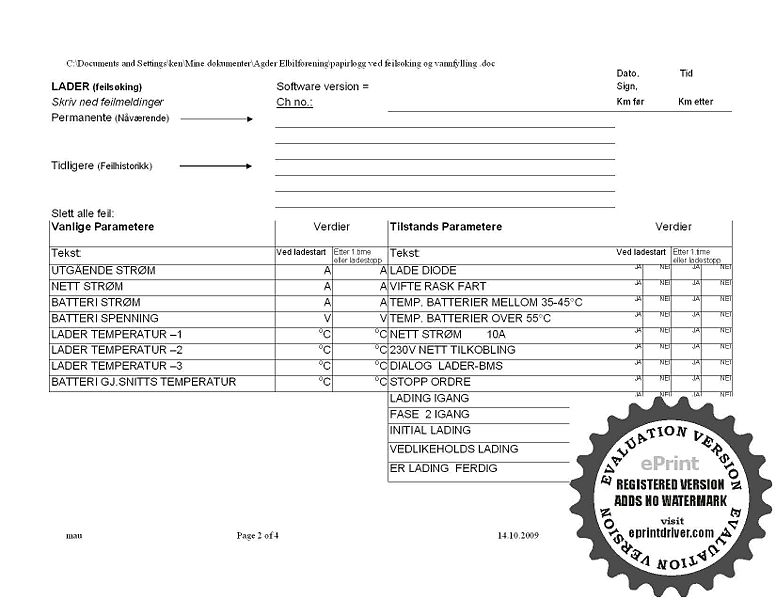 C:\Documents and Settings\ken\Mine dokumenter\Agder Elbilforening\papirlogg ved feilsoking og vannfylling .doc
Dato. Tid
LADER (feilsøking) Software version = Sign,
Skriv ned feilmeldinger Ch no.: Km før Km etter
Permanente (Nåværende)
Tidligere (Feilhistorikk)
Slett alle feil:
Vanlige Parametere Verdier Tilstands Parametere Verdier
Tekst: Ved ladestart Etter 1.time eller ladestopp Tekst: Ved ladestart Etter 1.time eller ladestopp
UTGÅENDE STRØM A A LADE DIODE JA NEI JA NEI
NETT STRØM A A VIFTE RASK FART JA NEI JA NEI
BATTERI STRØM A A TEMP. BATTERIER MELLOM 35-45°C JA NEI JA NEI
BATTERI SPENNING V V TEMP. BATTERIER OVER 55°C JA NEI JA NEI
LADER TEMPERATUR –1 °C °C NETT STRØM 10A JA NEI JA NEI
LADER TEMPERATUR –2 °C °C 230V NETT TILKOBLING JA NEI JA NEI
LADER TEMPERATUR –3 °C °C DIALOG LADER-BMS JA NEI JA NEI
BATTERI GJ.SNITTS TEMPERATUR °C °C STOPP ORDRE JA NEI JA NEI
LADING IGANG JA NEI JA NEI
FASE 2 IGANG
INITIAL LADING
VEDLIKEHOLDS LADING
ER LADING FERDIG
EVALUATION VERSION
ePrint
REGISTERED VERSION
ADDS NO WATERMARK
visit
eprintdriver.com
EVALUATION VERSION
mau Page 2 of 4 14.10.2009